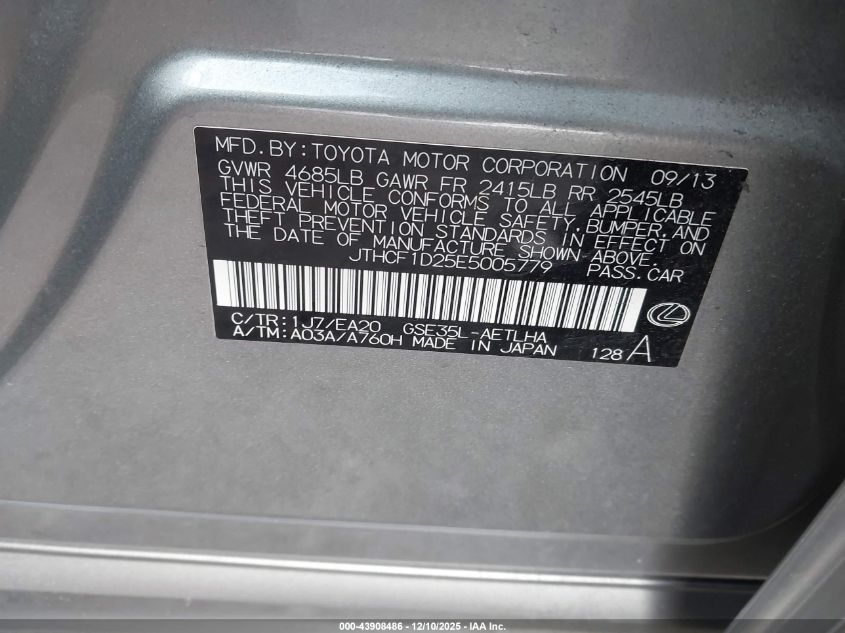 MFD. BY: TOYOTA MOTOR CORPORATION 09/13
GVWR 4685LB GAWR FR 2415LB RR 2545LB
THIS VEHICLE CONFORMS TO ALL APPLICABLE
FEDERAL MOTOR VEHICLE SAFETY, BUMPER, AND
THEFT PREVENTION STANDARDS IN EFFECT ON
THE DATE OF MANUFACTURE SHOWN ABOVE.
JTHCF1D25E5005779 PASS. CAR
C/TR: 1J7/EA20 GSE35L-AETLHA
A/TM: A03A/A760H MADE IN JAPAN 128 A
000-43908486 - 12/10/2025 - IAA Inc.